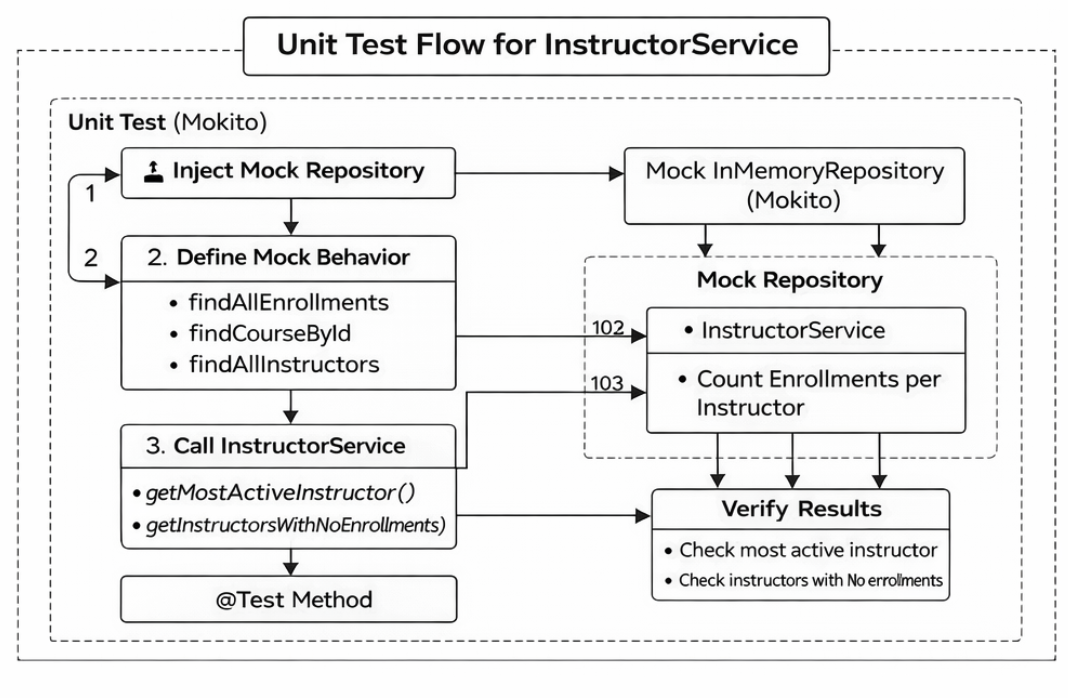 Unit Test Flow for InstructorService
Unit Test (Mokito)
Inject Mock Repository
1
2
2. Define Mock Behavior
• findAllEnrollments
• findCourseById
• findAllInstructors
3. Call InstructorService
• getMostActiveInstructor()
• getInstructorsWithNoEnrollments)
@Test Method
Mock InMemoryRepository
(Mokito)
Mock Repository
102
• InstructorService
103
• Count Enrollments per
Instructor
Verify Results
• Check most active instructor
• Check instructors with No enrollments